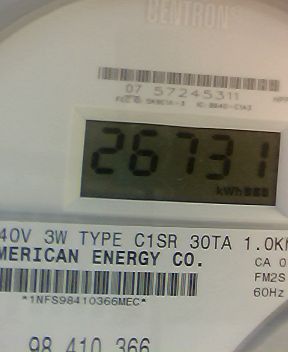 CENTRON
07 57245311
26731
kWh
40V 3W TYPE C1SR 30TA 1.0K
MERICAN ENERGY CO.
CA 0
FM2S
60Hz
*1NFS98410366MEC*
98 410 366